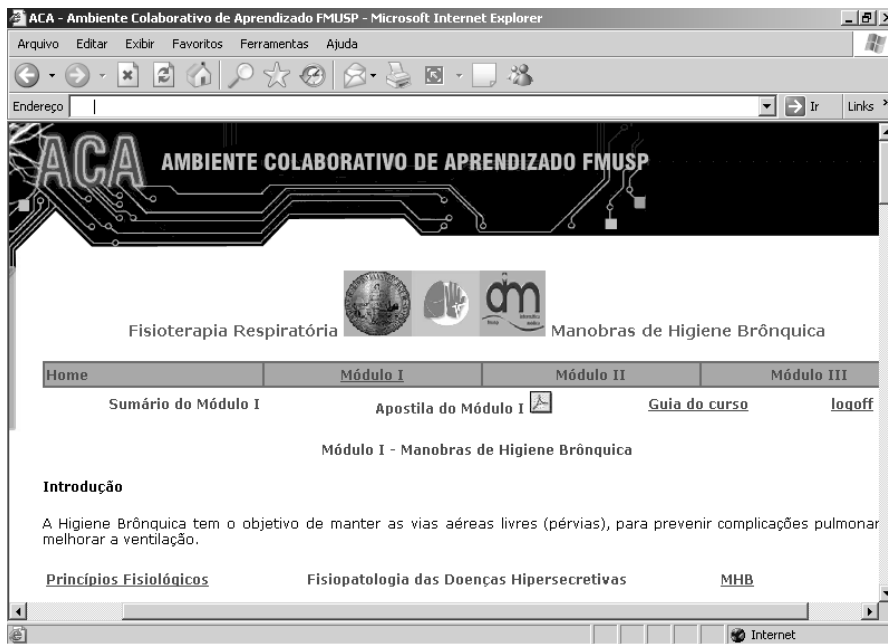 ACA - Ambiente Colaborativo de Aprendizado FMUSP - Microsoft Internet Explorer
Arquivo Editar Exibir Favoritos Ferramentas Ajuda
Endereço Ir Links
ACA AMBIENTE COLABORATIVO DE APRENDIZADO FMUSP
Fisioterapia Respiratória Manobras de Higiene Brônquica
Home Módulo I Módulo II Módulo III
Sumário do Módulo I Apostila do Módulo I Guia do curso logoff
Módulo I - Manobras de Higiene Brônquica
Introdução
A Higiene Brônquica tem o objetivo de manter as vias aéreas livres (pérvias), para prevenir complicações pulmonar
melhorar a ventilação.
Princípios Fisiológicos Fisiopatologia das Doenças Hipersecretivas MHB
Internet